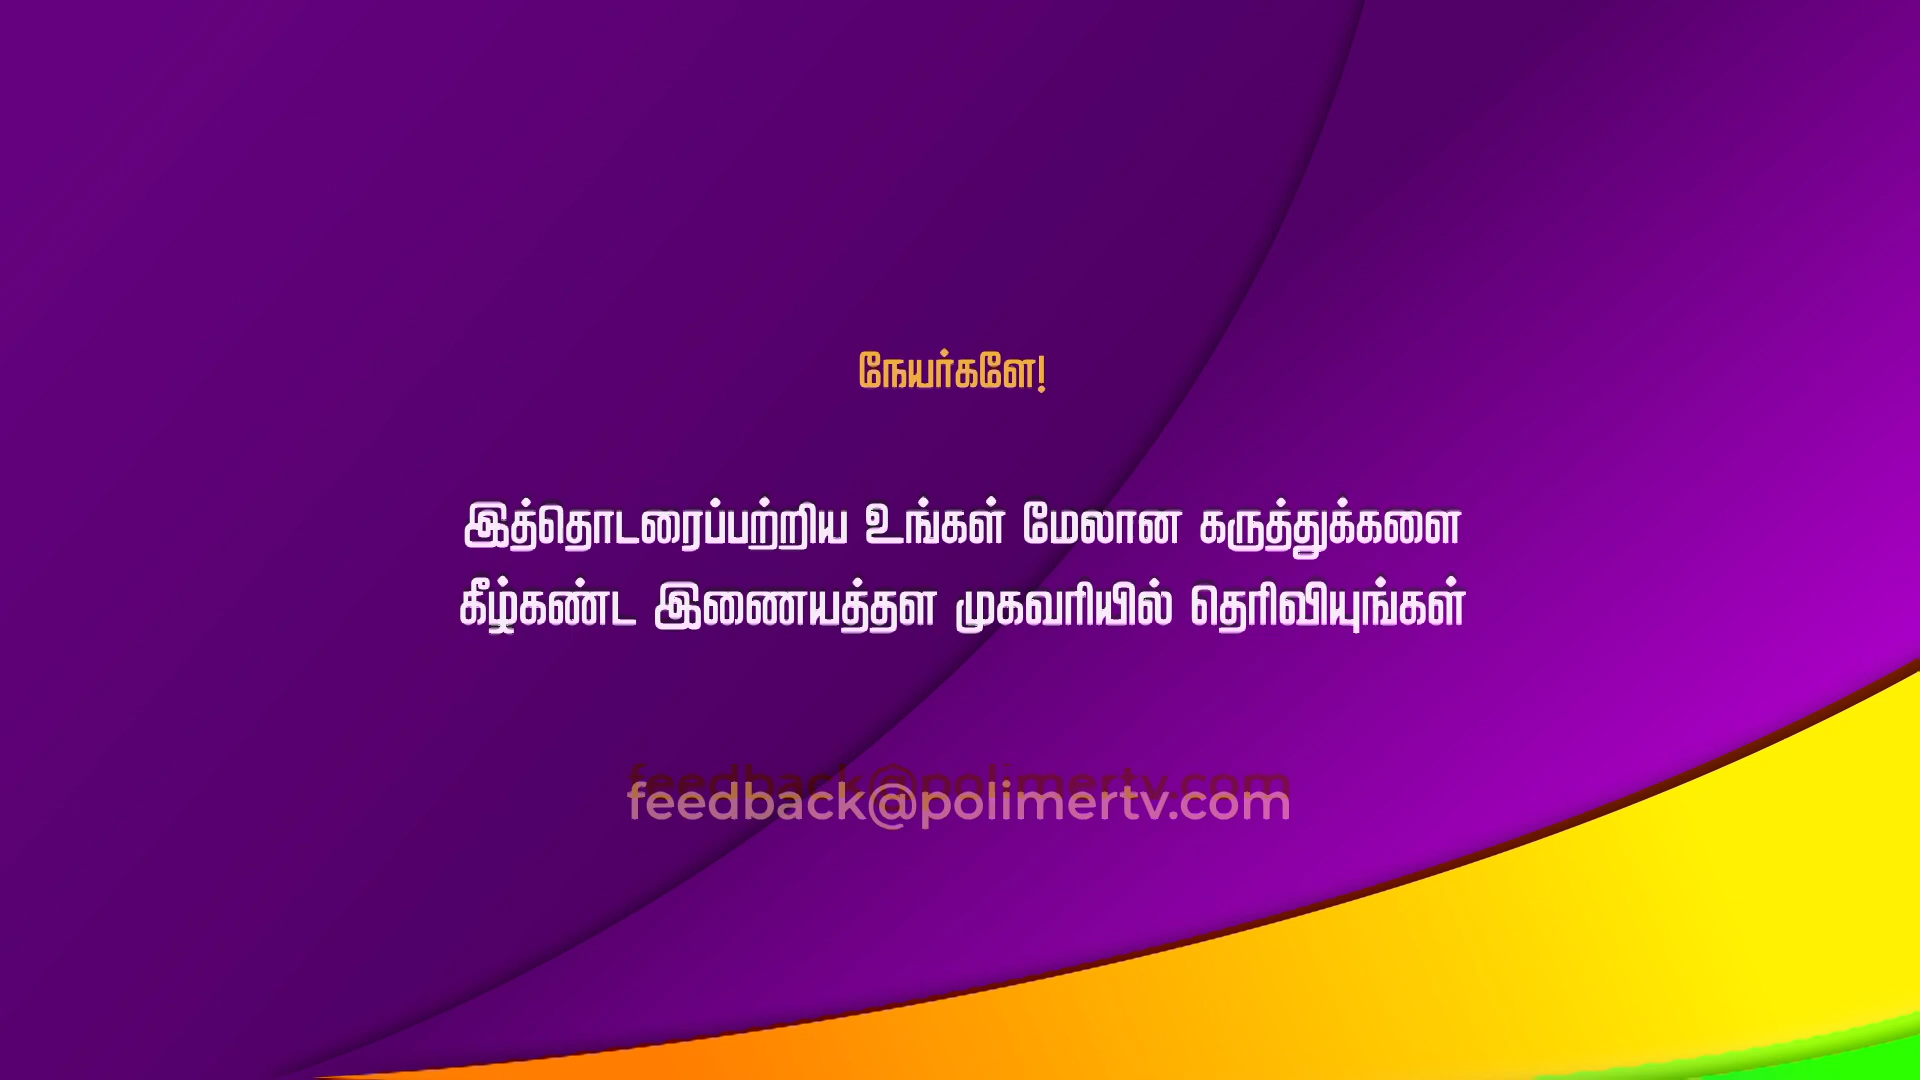 நேயர்களே!
இத்தொடரைப்பற்றிய உங்கள் மேலான கருத்துக்களை
கீழ்கண்ட இணையத்தள முகவரியில் தெரிவியுங்கள்
feedback@polimertv.com